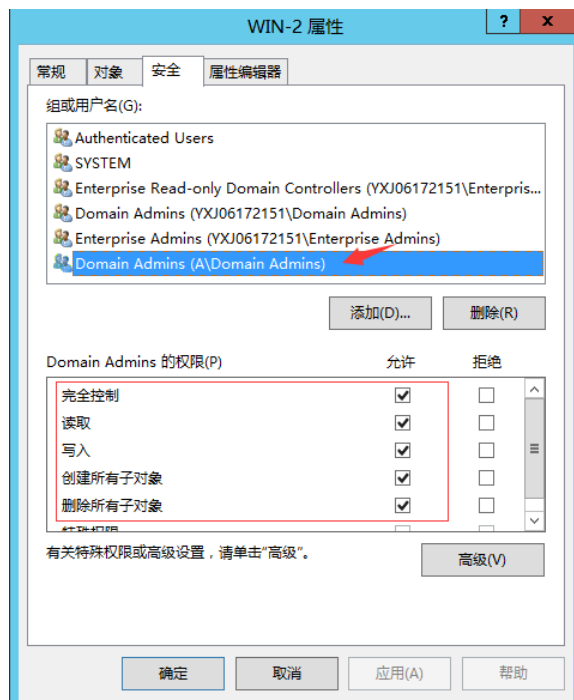 WIN-2 属性
?
x
常规 对象 安全 属性编辑器
组或用户名(G):
Authenticated Users
SYSTEM
Enterprise Read-only Domain Controllers (YXJ06172151\Enterpris...
Domain Admins (YXJ06172151\Domain Admins)
Enterprise Admins (YXJ06172151\Enterprise Admins)
Domain Admins (A\Domain Admins)
添加(D)... 删除(R)
Domain Admins 的权限(P) 允许 拒绝
完全控制
读取
写入
创建所有子对象
删除所有子对象
特殊权限
有关特殊权限或高级设置，请单击“高级”。
高级(V)
确定 取消 应用(A) 帮助